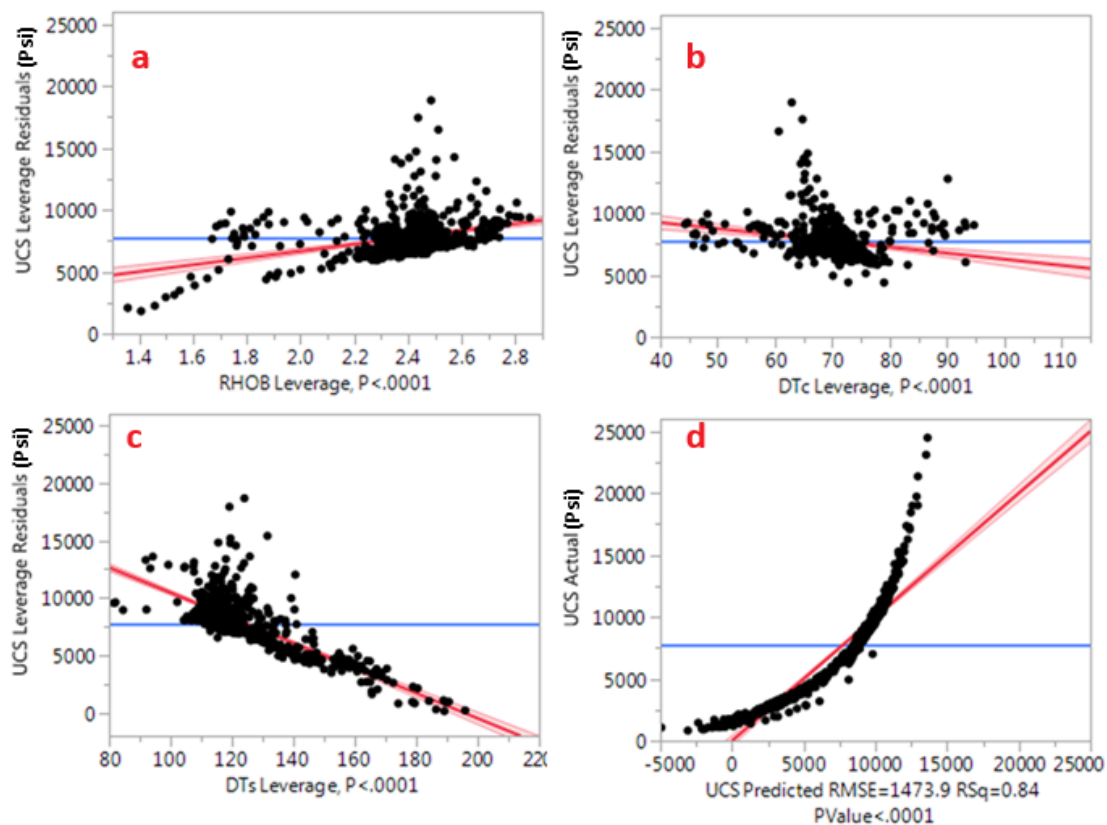 a
UCS Leverage Residuals (Psi)
25000
20000
15000
10000
5000
0
1.4 1.6 1.8 2.0 2.2 2.4 2.6 2.8
RHOB Leverage, P<.0001
b
UCS Leverage Residuals (Psi)
25000
20000
15000
10000
5000
0
40 50 60 70 80 90 100 110
DTc Leverage, P<.0001
c
UCS Leverage Residuals (Psi)
25000
20000
15000
10000
5000
0
80 100 120 140 160 180 200 220
DTs Leverage, P<.0001
d
UCS Actual (Psi)
25000
20000
15000
10000
5000
0
-5000 0 5000 10000 15000 20000 25000
UCS Predicted RMSE=1473.9 RSq=0.84
PValue<.0001